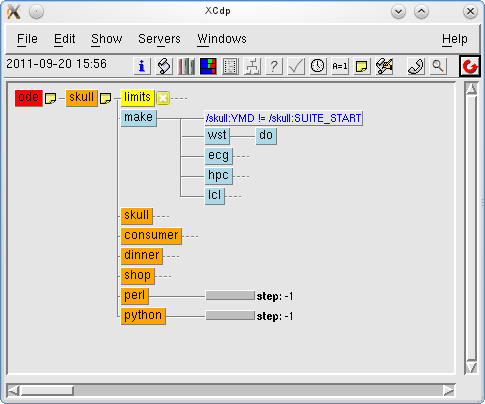 XCdp
File Edit Show Servers Windows Help
2011-09-20 15:56 A=1
ode skull limits
make /skull:YMD != /skull:SUITE_START
wst do
ecg
hpc
lcl
skull
consumer
dinner
shop
perl step: -1
python step: -1